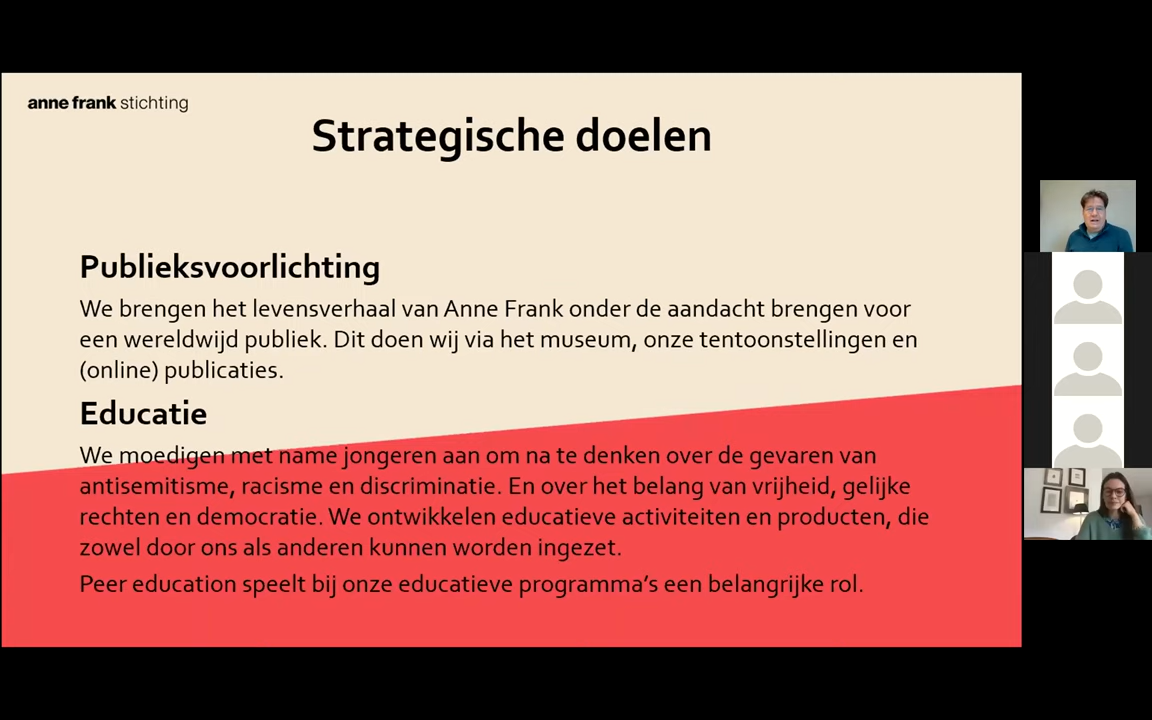 anne frank stichting
Strategische doelen
Publieksvoorlichting
We brengen het levensverhaal van Anne Frank onder de aandacht brengen voor
een wereldwijd publiek. Dit doen wij via het museum, onze tentoonstellingen en
(online) publicaties.
Educatie
We moedigen met name jongeren aan om na te denken over de gevaren van
antisemitisme, racisme en discriminatie. En over het belang van vrijheid, gelijke
rechten en democratie. We ontwikkelen educatieve activiteiten en producten, die
zowel door ons als anderen kunnen worden ingezet.
Peer education speelt bij onze educatieve programma’s een belangrijke rol.